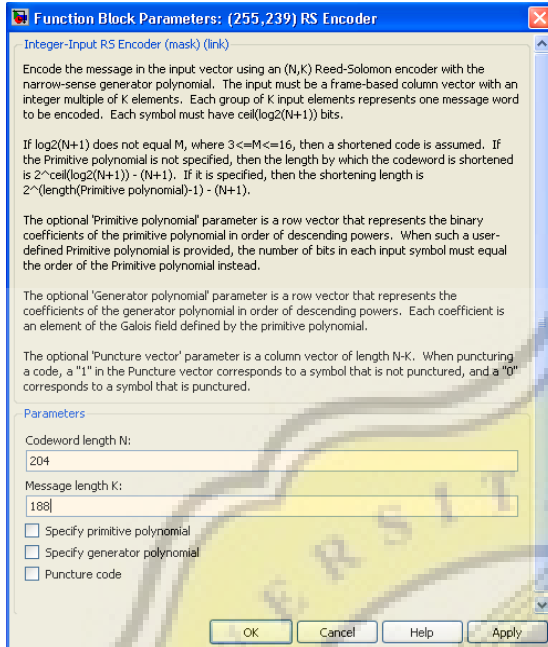 Function Block Parameters: (255,239) RS Encoder
Integer-Input RS Encoder (mask) (link)
Encode the message in the input vector using an (N,K) Reed-Solomon encoder with the
narrow-sense generator polynomial. The input must be a frame-based column vector with an
integer multiple of K elements. Each group of K input elements represents one message word
to be encoded. Each symbol must have ceil(log2(N+1)) bits.
If log2(N+1) does not equal M, where 3<=M<=16, then a shortened code is assumed. If
the Primitive polynomial is not specified, then the length by which the codeword is shortened
is 2^ceil(log2(N+1)) - (N+1). If it is specified, then the shortening length is
2^(length(Primitive polynomial)-1) - (N+1).
The optional 'Primitive polynomial' parameter is a row vector that represents the binary
coefficients of the primitive polynomial in order of descending powers. When such a user-
defined Primitive polynomial is provided, the number of bits in each input symbol must equal
the order of the Primitive polynomial instead.
The optional 'Generator polynomial' parameter is a row vector that represents the
coefficients of the generator polynomial in order of descending powers. Each coefficient is
an element of the Galois field defined by the primitive polynomial.
The optional 'Puncture vector' parameter is a column vector of length N-K. When puncturing
a code, a "1" in the Puncture vector corresponds to a symbol that is not punctured, and a "0"
corresponds to a symbol that is punctured.
Parameters
Codeword length N:
204
Message length K:
188
Specify primitive polynomial
Specify generator polynomial
Puncture code
ERSIT
OK Cancel Help Apply